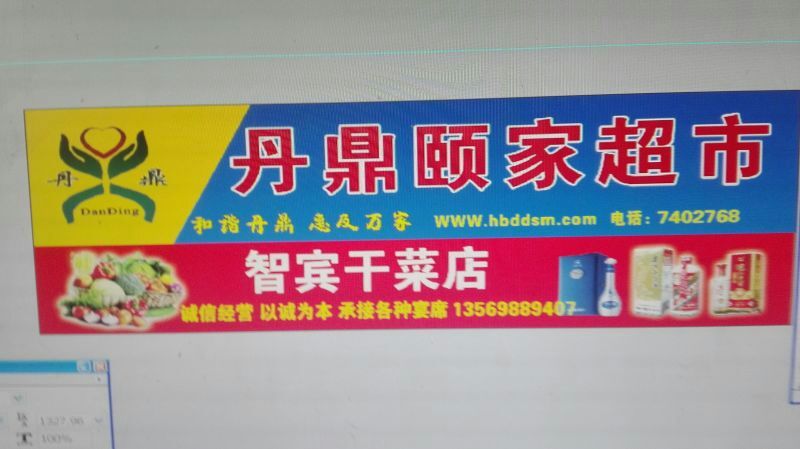 丹鼎颐家超市
丹 鼎
DanDing
和谐丹鼎 惠及万家 WWW.hbddsm.com 电话：7402768
智宾干菜店
诚信经营 以诚为本 承接各种宴席 13569889407
1327.96
100%